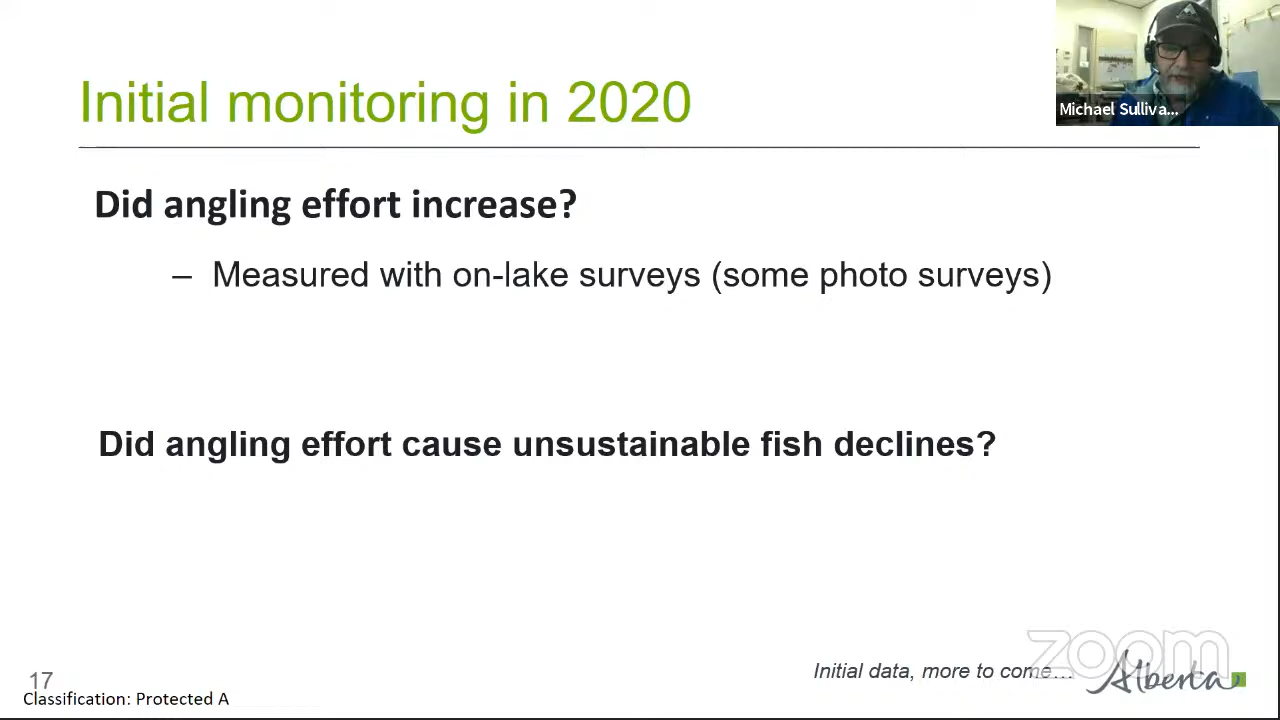 Initial monitoring in 2020
Michael Sulliva...
Did angling effort increase?
– Measured with on-lake surveys (some photo surveys)
Did angling effort cause unsustainable fish declines?
zoom
Initial data, more to come…
Alberta
17
Classification: Protected A